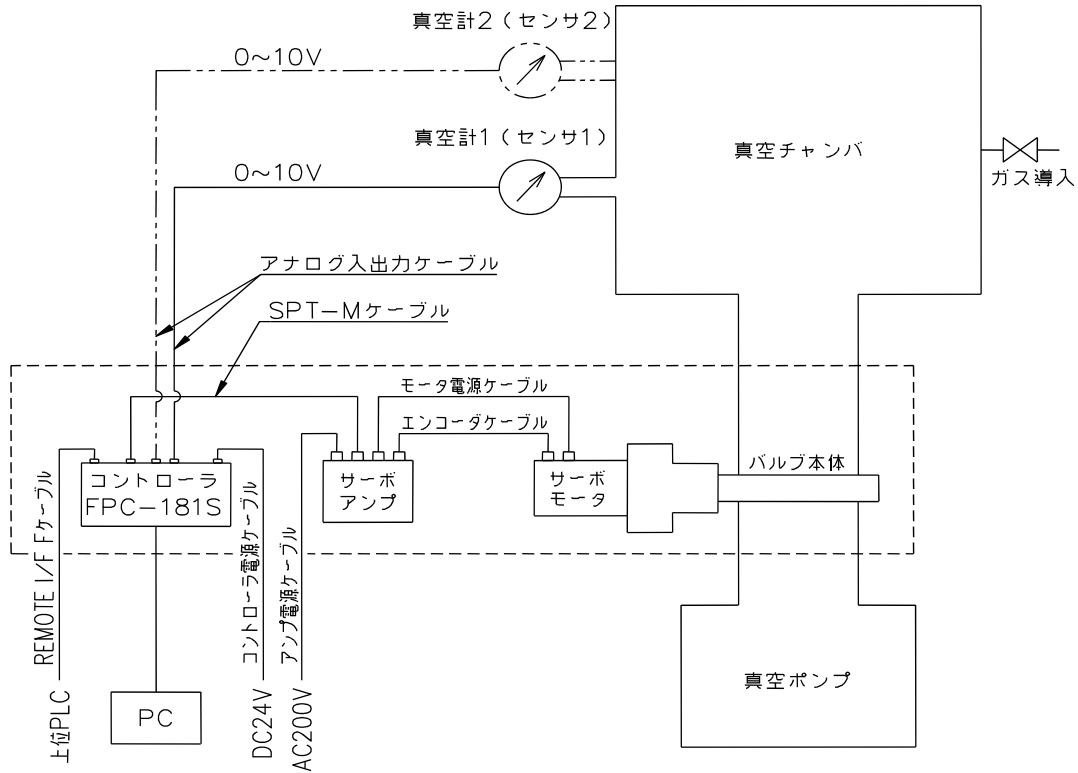 真空計2(センサ2)
0~10V
真空計1(センサ1)
0~10V
真空チャンバ
ガス導入
アナログ入出力ケーブル
SPT-Mケーブル
モータ電源ケーブル
エンコーダケーブル
バルブ本体
コントローラ
FPC-181S
サーボ
アンプ
サーボ
モータ
REMOTE I/F Fケーブル
コントローラ電源ケーブル
アンプ電源ケーブル
上位PLC
PC
DC24V
AC200V
真空ポンプ